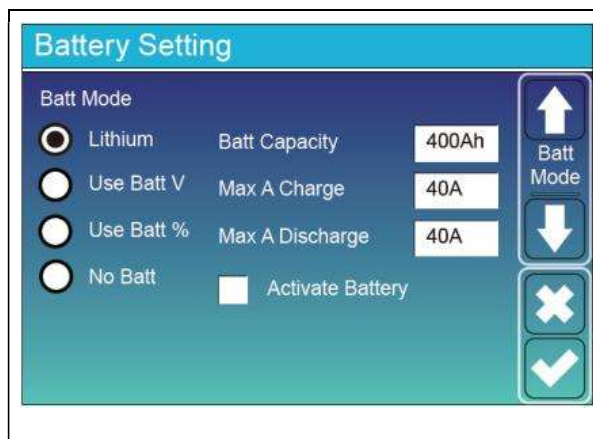 Battery Setting
Batt Mode
Lithium
Batt Capacity
400Ah
Use Batt V
Max A Charge
40A
Use Batt %
Max A Discharge
40A
No Batt
Activate Battery
Batt
Mode